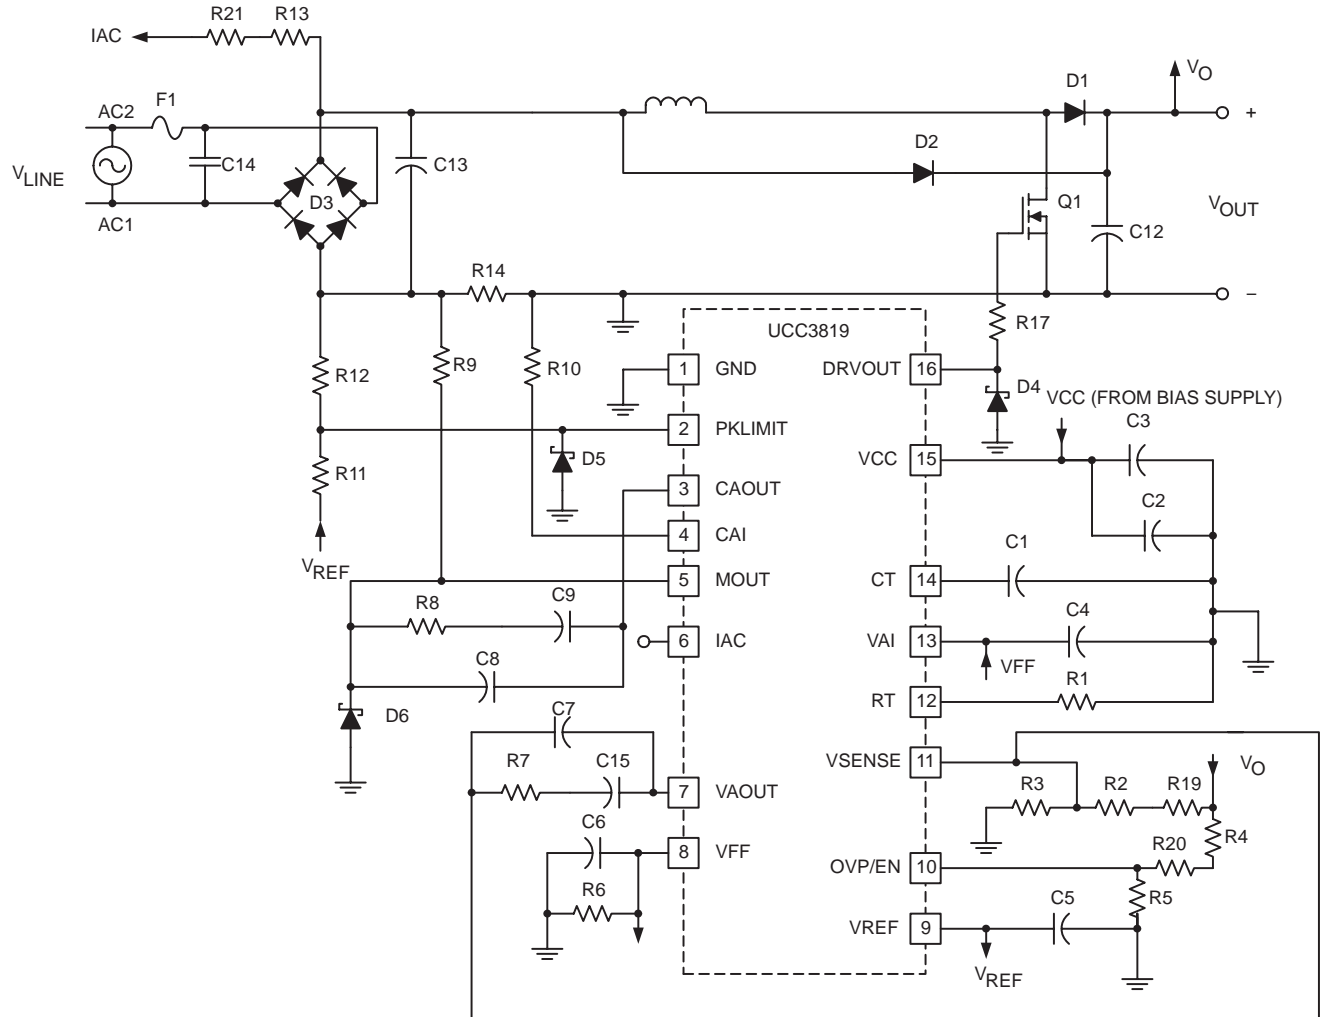 R21
R13
IAC
D1
VO
AC2
F1
+
D2
C14
C13
VLINE
D3
Q1
VOUT
AC1
C12
R14
−
R17
UCC3819
R12
R9
R10
1
GND
DRVOUT
16
D4
VCC (FROM BIAS SUPPLY)
C3
2
PKLIMIT
D5
VCC
15
R11
3
CAOUT
C2
4
CAI
C1
VREF
5
MOUT
CT
14
C9
R8
C4
6
IAC
VAI
13
VFF
C8
R1
RT
12
D6
C7
VSENSE
11
VO
R7
C15
R3
R2
R19
7
VAOUT
C6
R20
R4
8
VFF
OVP/EN
10
R6
C5
R5
VREF
9
VREF